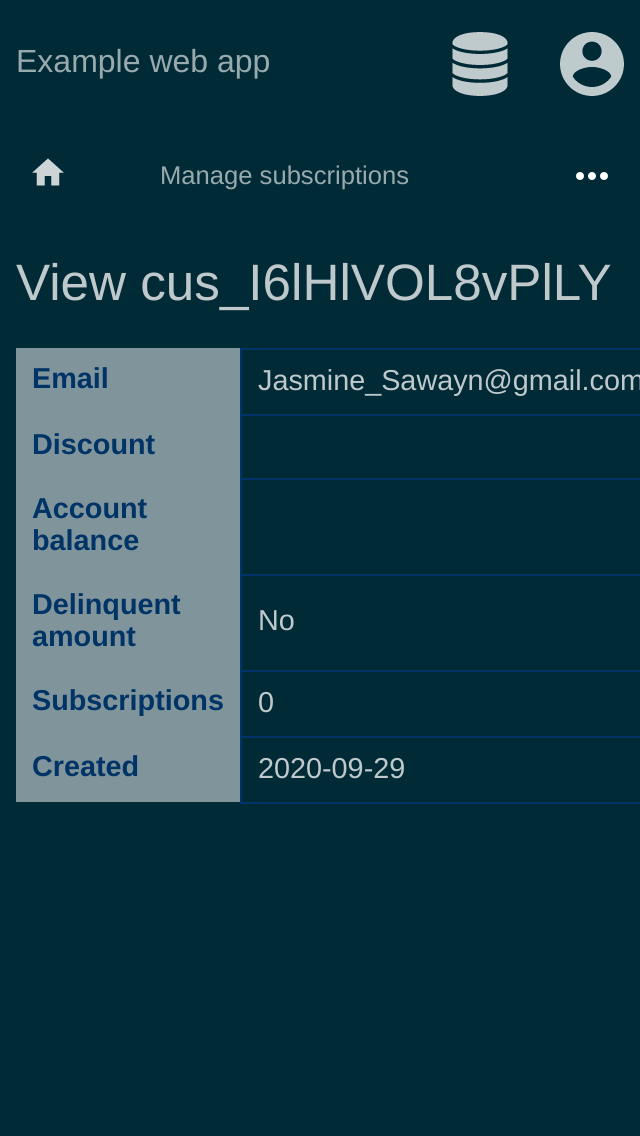 Example web app
Manage subscriptions
View cus_I6lHlVOL8vPlLY
Email Jasmine_Sawayn@gmail.com
Discount
Account
balance
Delinquent
amount
No
Subscriptions 0
Created 2020-09-29